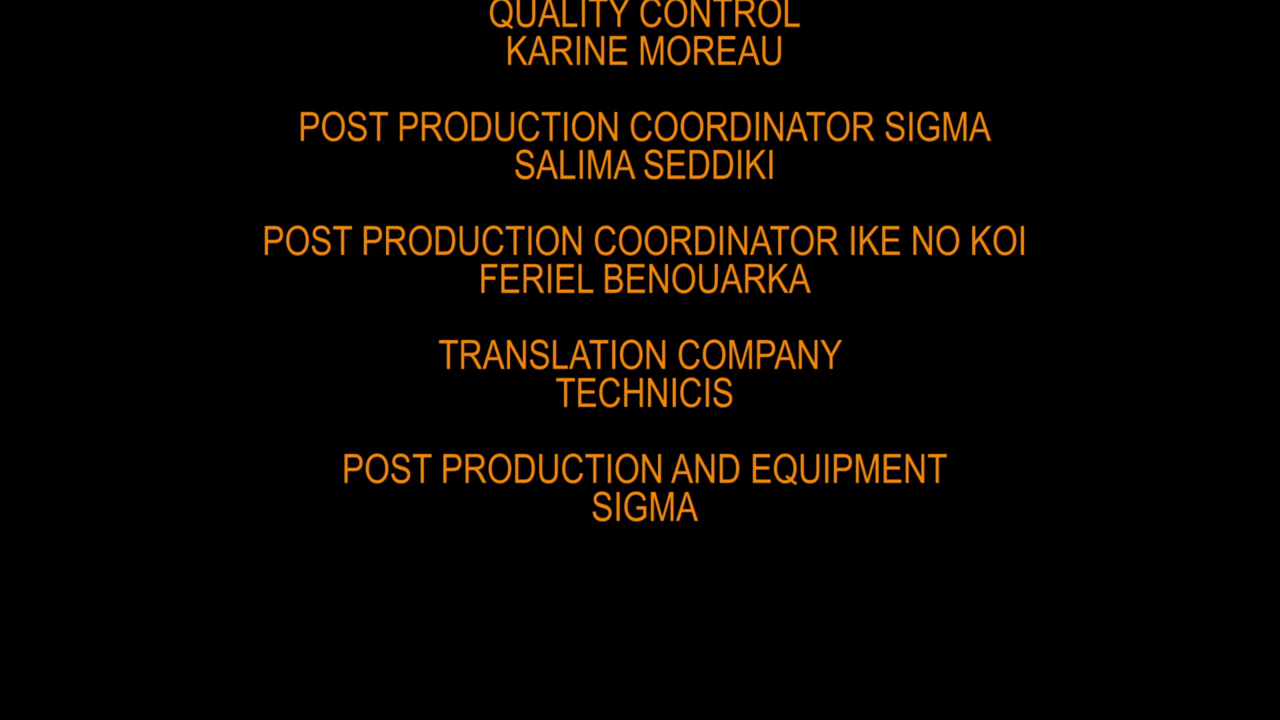 QUALITY CONTROL
KARINE MOREAU
POST PRODUCTION COORDINATOR SIGMA
SALIMA SEDDIKI
POST PRODUCTION COORDINATOR IKE NO KOI
FERIEL BENOUARKA
TRANSLATION COMPANY
TECHNICIS
POST PRODUCTION AND EQUIPMENT
SIGMA